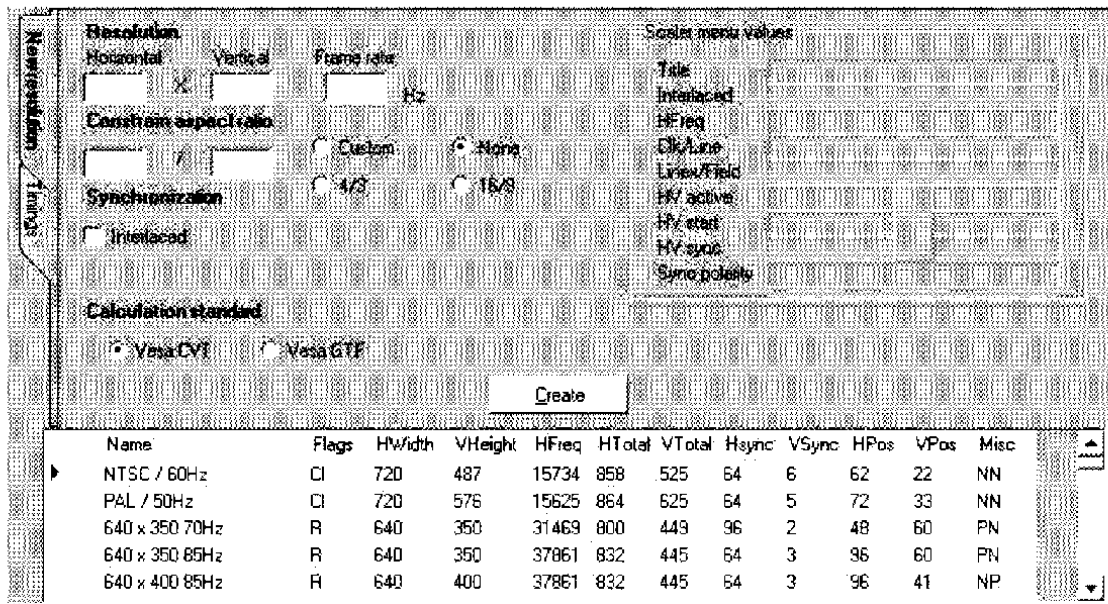 New resolution
Timings
Resolution
Horizontal Vertical Frame rate
X Hz
Constrain aspect ratio
/ Custom None
4/3 16/9
Synchronization
Interlaced
Calculation standard
Vesa CVT Vesa GTF
Create
Scaler menu values
Title
Interlaced
HFreq
Clk/Line
Lines/Field
HV active
HV start
HV sync
Sync polarity
Name Flags HWidth VHeight HFreq HTotal VTotal Hsync VSync HPos VPos Misc
NTSC / 60Hz CI 720 487 15734 858 525 64 6 62 22 NN
PAL / 50Hz CI 720 576 15625 864 625 64 5 72 33 NN
640 x 350 70Hz R 640 350 31469 800 449 96 2 48 60 PN
640 x 350 85Hz R 640 350 37861 832 445 64 3 96 60 PN
640 x 400 85Hz R 640 400 37861 832 445 64 3 96 41 NP